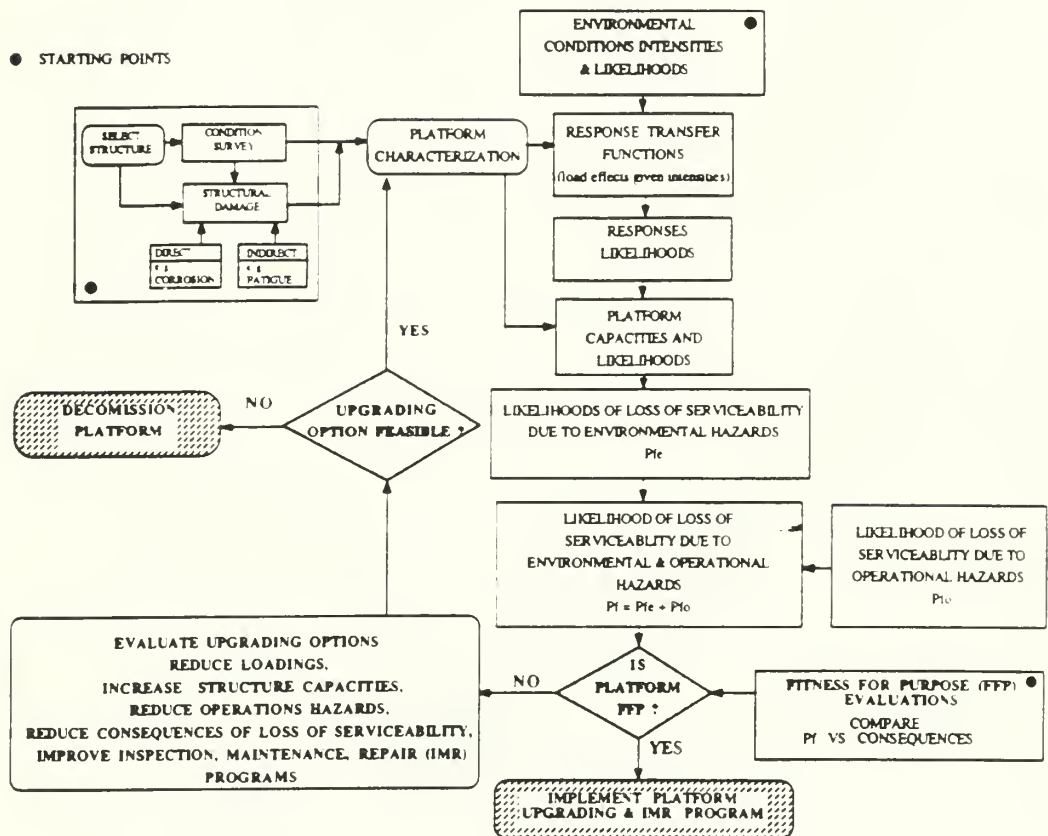 ● STARTING POINTS
ENVIRONMENTAL
CONDITIONS INTENSITIES
& LIKELIHOODS
SELECT
STRUCTURE
CONDITION
SURVEY
STRUCTURAL
DAMAGE
DIRECT
e.g.
CORROSION
INDIRECT
e.g.
FATIGUE
PLATFORM
CHARACTERIZATION
RESPONSE TRANSFER
FUNCTIONS
(load effects given intensities)
RESPONSES
LIKELIHOODS
PLATFORM
CAPACITIES AND
LIKELIHOODS
LIKELIHOODS OF LOSS OF SERVICEABILITY
DUE TO ENVIRONMENTAL HAZARDS
Pfe
LIKELIHOOD OF LOSS OF
SERVICEABLITY DUE TO
ENVIRONMENTAL & OPERATIONAL
HAZARDS
Pf = Pfe + Pfo
LIKELIHOOD OF LOSS OF
SERVICEABLITY DUE TO
OPERATIONAL HAZARDS
Pfo
FITNESS FOR PURPOSE (FFP)
EVALUATIONS
COMPARE
Pf VS CONSEQUENCES
IS
PLATFORM
FFP ?
YES
IMPLEMENT PLATFORM
UPGRADING & IMR PROGRAM
NO
EVALUATE UPGRADING OPTIONS
REDUCE LOADINGS,
INCREASE STRUCTURE CAPACITIES,
REDUCE OPERATIONS HAZARDS,
REDUCE CONSEQUENCES OF LOSS OF SERVICEABILITY,
IMPROVE INSPECTION, MAINTENANCE, REPAIR (IMR)
PROGRAMS
UPGRADING
OPTION FEASIBLE ?
YES
NO
DECOMISSION
PLATFORM